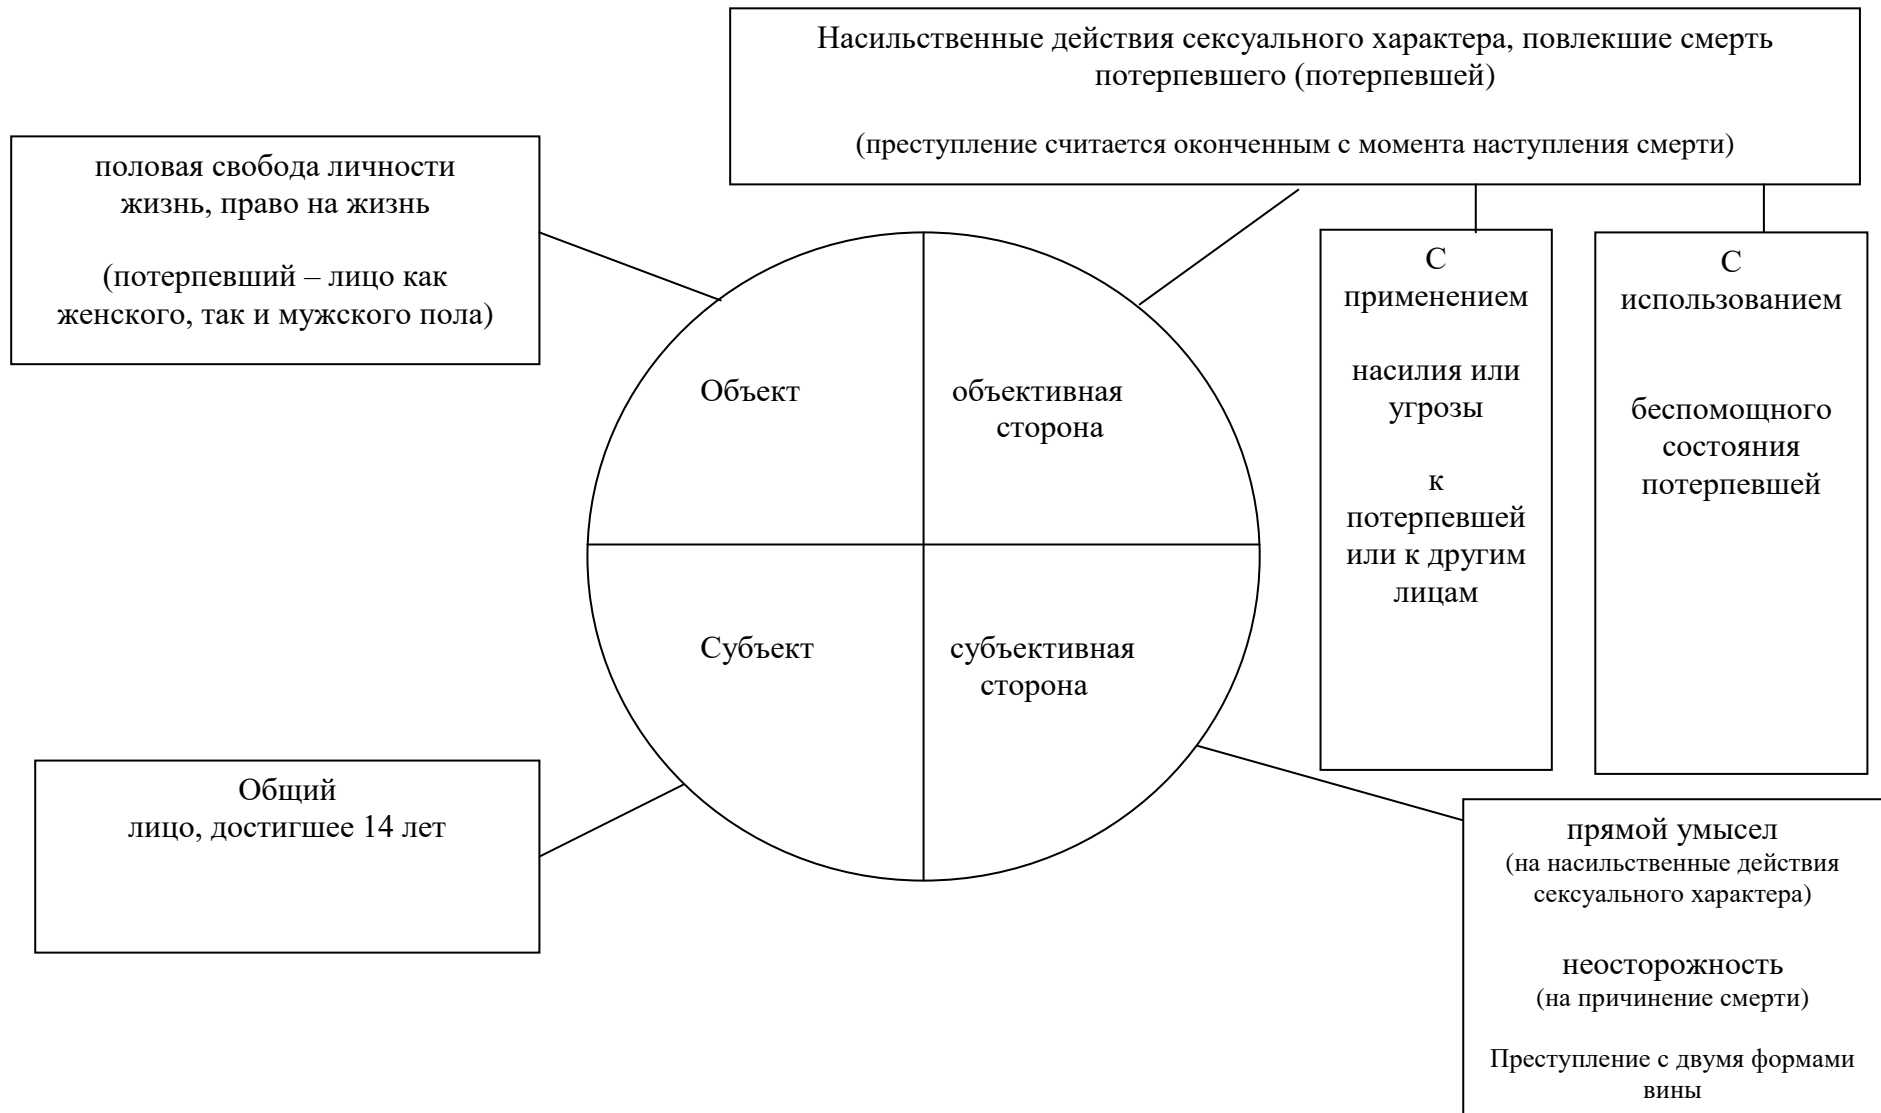 Насильственные действия сексуального характера, повлекшие смерть
потерпевшего (потерпевшей)
(преступление считается оконченным с момента наступления смерти)
половая свобода личности
жизнь, право на жизнь
(потерпевший – лицо как
женского, так и мужского пола)
С
применением
насилия или
угрозы
к
потерпевшей
или к другим
лицам
С
использованием
беспомощного
состояния
потерпевшей
Объект
объективная
сторона
Субъект
субъективная
сторона
Общий
лицо, достигшее 14 лет
прямой умысел
(на насильственные действия
сексуального характера)
неосторожность
(на причинение смерти)
Преступление с двумя формами
вины